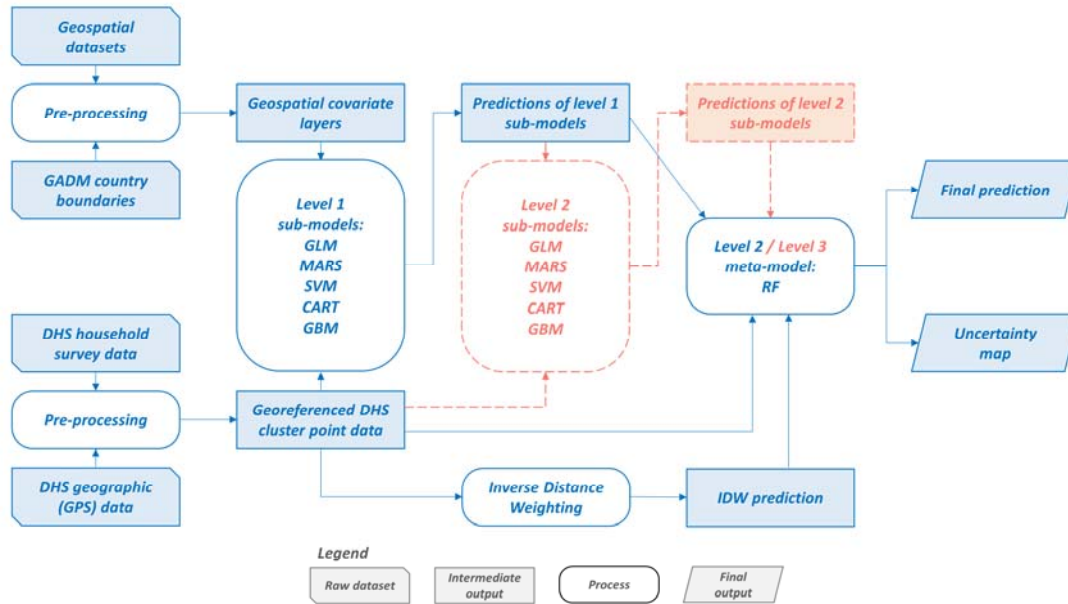 Geospatial
datasets
Pre-processing
GADM country
boundaries
Geospatial covariate
layers
Level 1
sub-models:
GLM
MARS
SVM
CART
GBM
Predictions of level 1
sub-models
Level 2
sub-models:
GLM
MARS
SVM
CART
GBM
Predictions of level 2
sub-models
Level 2 / Level 3
meta-model:
RF
Final prediction
Uncertainty
map
DHS household
survey data
Pre-processing
DHS geographic
(GPS) data
Georeferenced DHS
cluster point data
Inverse Distance
Weighting
IDW prediction
Legend
Raw dataset
Intermediate
output
Process
Final
output